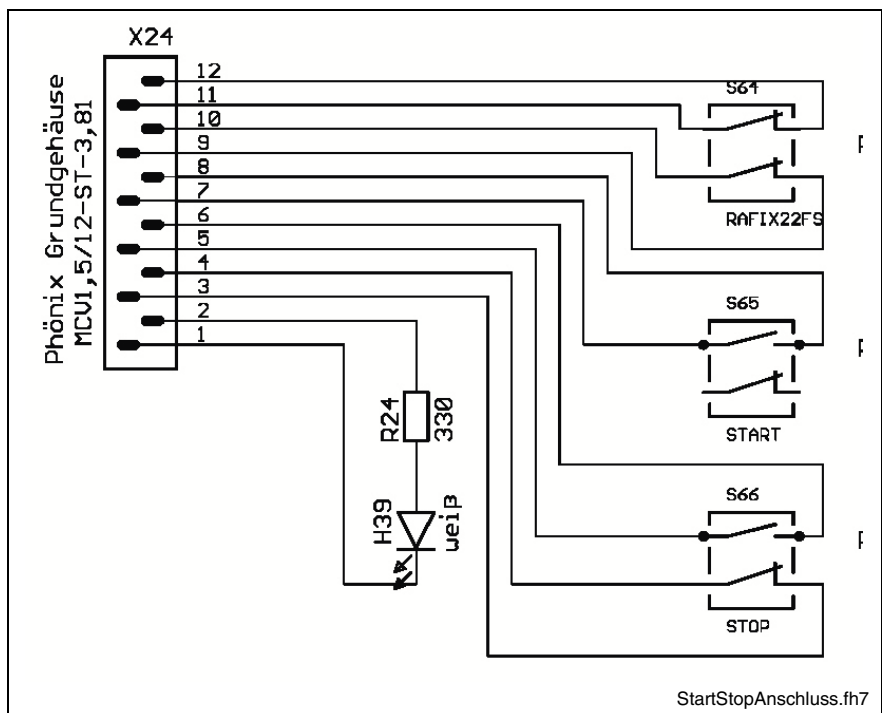 X24
Phönix Grundgehäuse
MCV1,5/12-ST-3,81
12
11
10
9
8
7
6
5
4
3
2
1
S64
RAFIX22FS
S65
START
S66
STOP
R24
330
H39
weiß
StartStopAnschluss.fh7